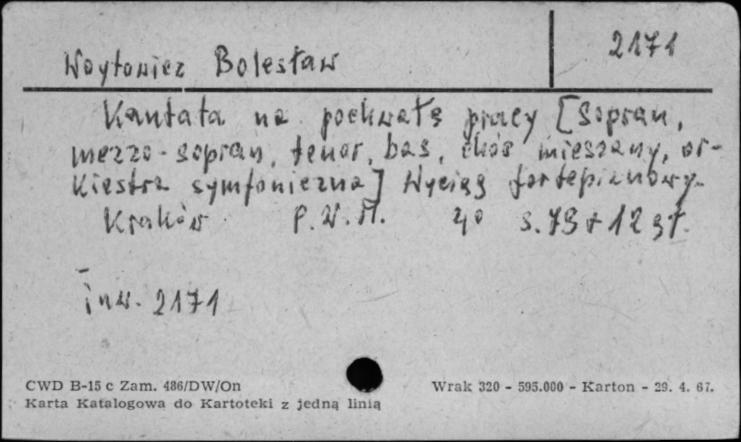 Woytowicz Bolesław 2171
Kantata na pochwałę pracy [sopran,
mezzo-sopran, tenor, bas, chór mieszany, or-
kiestra symfoniczna] Wyciąg fortepianowy.
Kraków P.W.M. 4° s. 79 + 12 gł.
inw. 2171
CWD B-15 c Zam. 486/DW/On Wrak 320 - 595.000 - Karton - 29. 4. 67.
Karta Katalogowa do Kartoteki z jedną linią